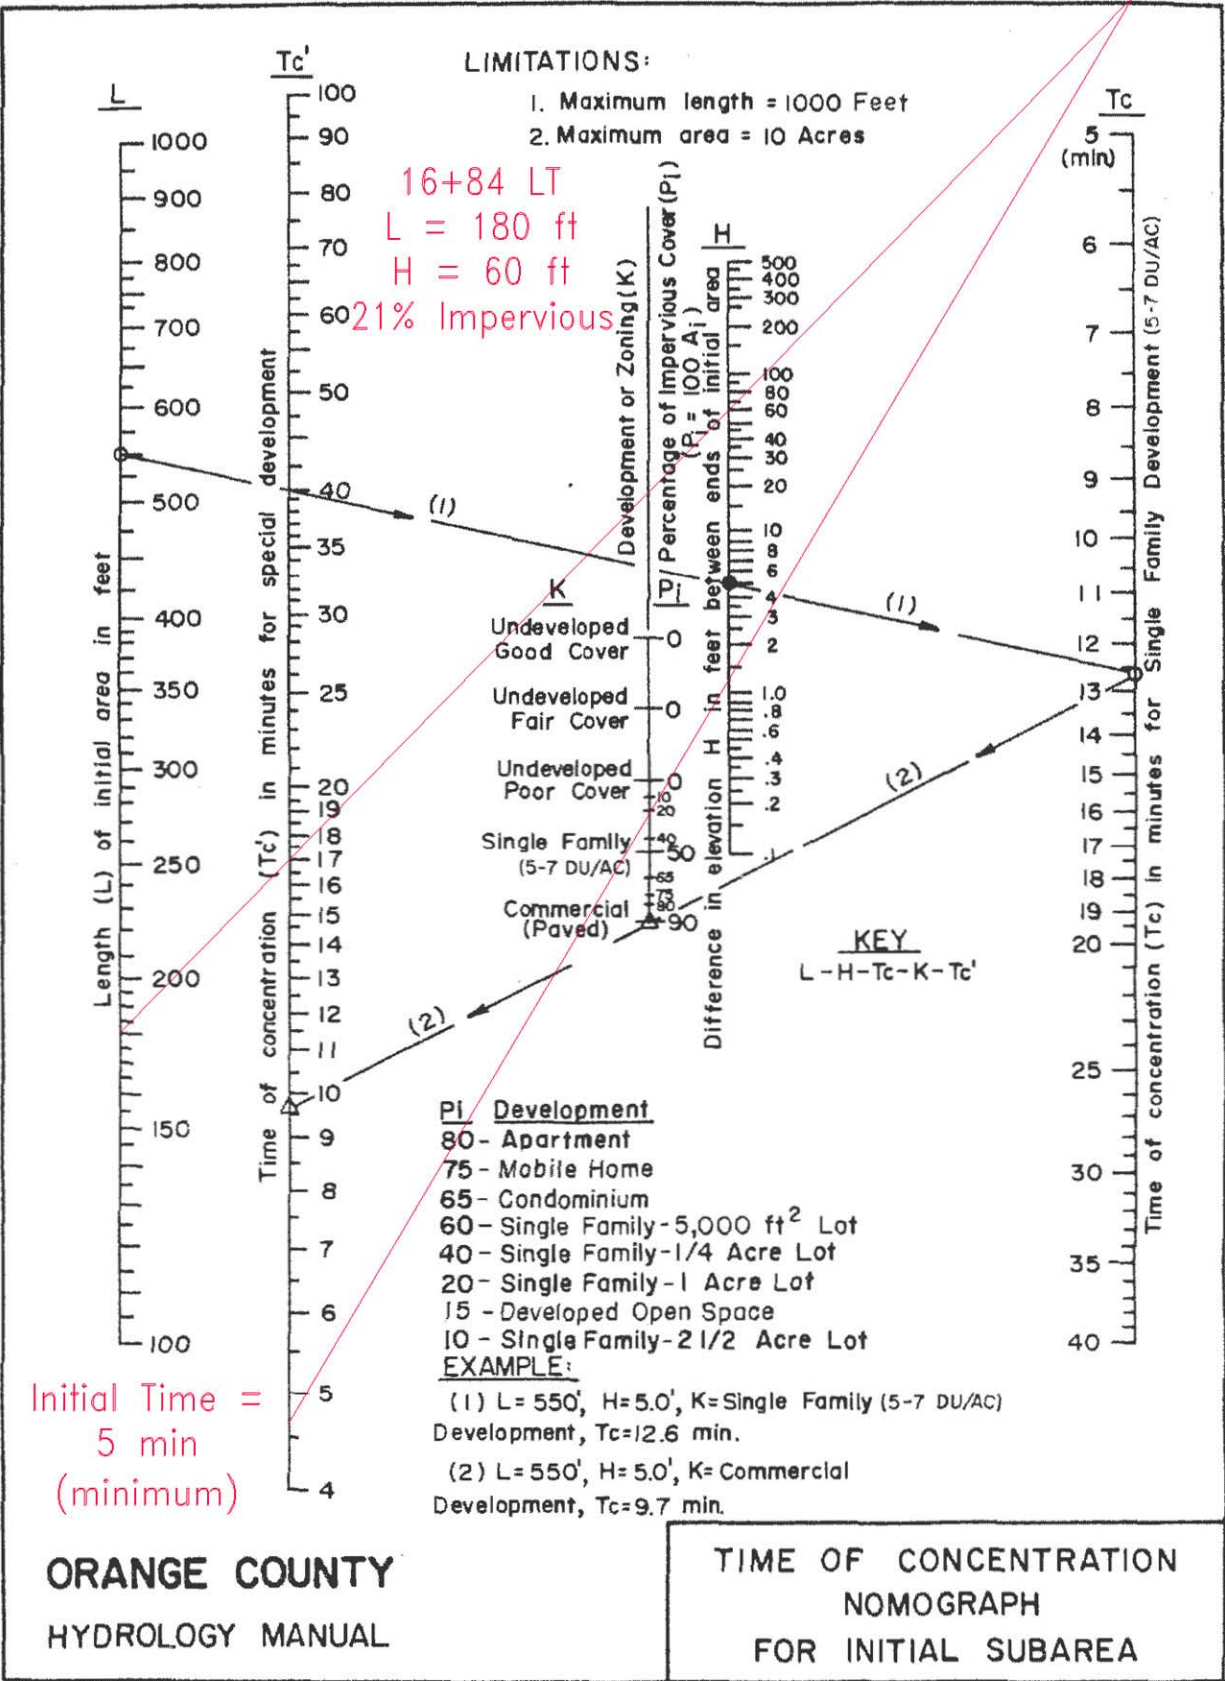 LIMITATIONS:
1. Maximum length = 1000 Feet
2. Maximum area = 10 Acres
L
1000
900
800
700
600
500
400
350
300
250
200
150
100
Length (L) of initial area in feet
Tc'
100
90
80
70
60
50
40
35
30
25
20
19
18
17
16
15
14
13
12
11
10
9
8
7
6
5
4
Time of concentration (Tc') in minutes for special development
16+84 LT
L = 180 ft
H = 60 ft
21% Impervious
Development or Zoning (K)
Percentage of Impervious Cover (Pi)
(Pi = 100 Ai)
K
Pi
Undeveloped
Good Cover
0
Undeveloped
Fair Cover
0
Undeveloped
Poor Cover
0
10
20
40
Single Family
(5-7 DU/AC)
50
65
75
80
Commercial
(Paved)
90
H
500
400
300
200
100
80
60
40
30
20
10
8
6
4
3
2
1.0
.8
.6
.4
.3
.2
.1
Difference in elevation H in feet between ends of initial area
Tc
5
(min)
6
7
8
9
10
11
12
13
14
15
16
17
18
19
20
25
30
35
40
Time of concentration (Tc) in minutes for Single Family Development (5-7 DU/AC)
(1)
(1)
(2)
(2)
KEY
L-H-Tc-K-Tc'
Pi Development
80- Apartment
75- Mobile Home
65- Condominium
60- Single Family-5,000 ft² Lot
40- Single Family-1/4 Acre Lot
20- Single Family-1 Acre Lot
15 -Developed Open Space
10 - Single Family-2 1/2 Acre Lot
EXAMPLE:
(1) L= 550', H=5.0', K=Single Family (5-7 DU/AC)
Development, Tc=12.6 min.
(2) L= 550', H= 5.0', K= Commercial
Development, Tc=9.7 min.
Initial Time =
5 min
(minimum)
ORANGE COUNTY
HYDROLOGY MANUAL
TIME OF CONCENTRATION
NOMOGRAPH
FOR INITIAL SUBAREA